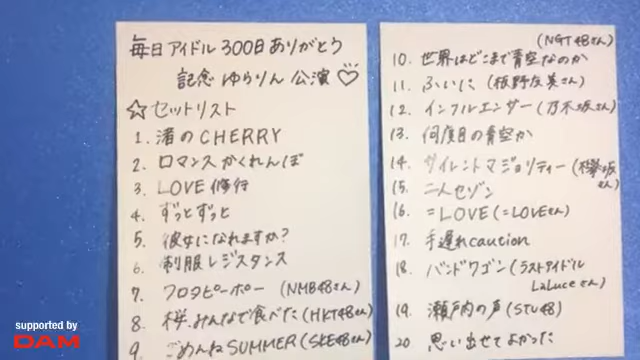 毎日アイドル300日ありがとう
記念 ゆらりん 公演♡
☆セットリスト
1. 渚のCHERRY
2. ロマンスかくれんぼ
3. LOVE修行
4. ずっとずっと
5. 彼女になれますか?
6. 制服レジスタンス
7. フロタピーポー (NMB48さん)
8. 桜、みんなで食べた(HKT48さん)
9. ごめんねSUMMER(SKE48さん)
(NGT48さん)
10. 世界はどこまで青空なのか
11. ふいに (板野友美さん)
12. インフルエンサー(乃木坂さん)
13. 何度目の青空か
14. サイレントマジョリティー(欅坂さん)
15. 二人セゾン
16. =LOVE(=LOVEさん)
17. 手遅れcaution
18. バンドワゴン(ラストアイドル
LaLuceさん)
19. 瀬戸内の声(STU48)
20 思い出せてよかった
supported by
DAM